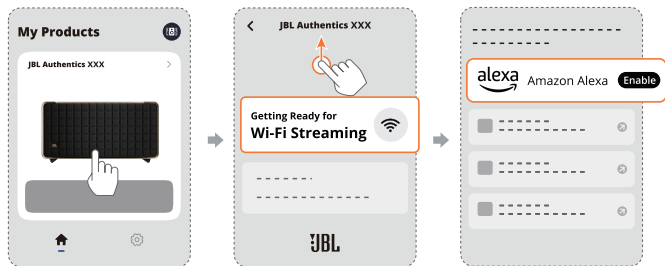 My Products
JBL Authentics XXX
JBL Authentics XXX
Getting Ready for
Wi-Fi Streaming
JBL
alexa
Amazon Alexa
Enable